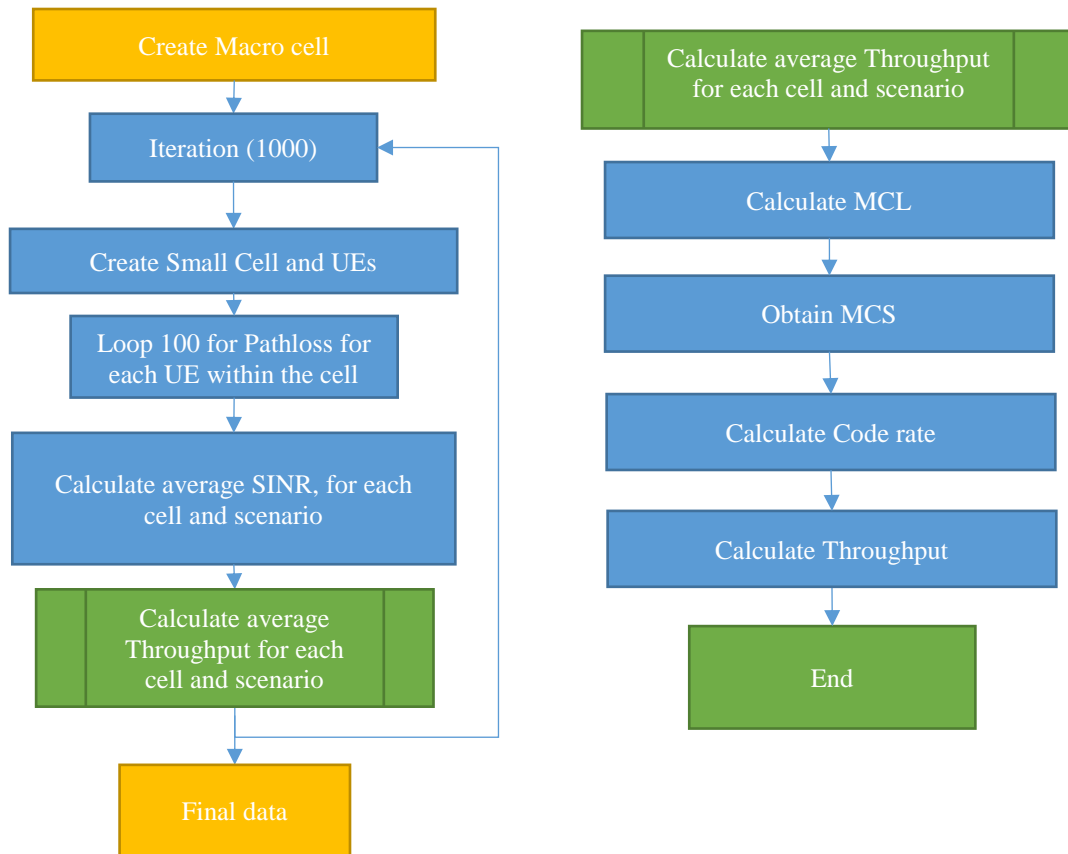 Create Macro cell
Iteration (1000)
Create Small Cell and UEs
Loop 100 for Pathloss for
each UE within the cell
Calculate average SINR, for each
cell and scenario
Calculate average
Throughput for each
cell and scenario
Final data
Calculate average Throughput
for each cell and scenario
Calculate MCL
Obtain MCS
Calculate Code rate
Calculate Throughput
End